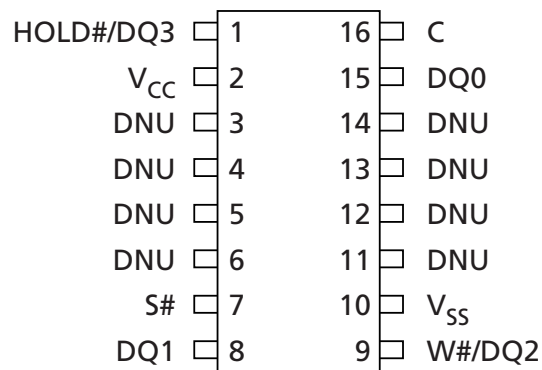 HOLD#/DQ3 1 16 C
VCC 2 15 DQ0
DNU 3 14 DNU
DNU 4 13 DNU
DNU 5 12 DNU
DNU 6 11 DNU
S# 7 10 VSS
DQ1 8 9 W#/DQ2